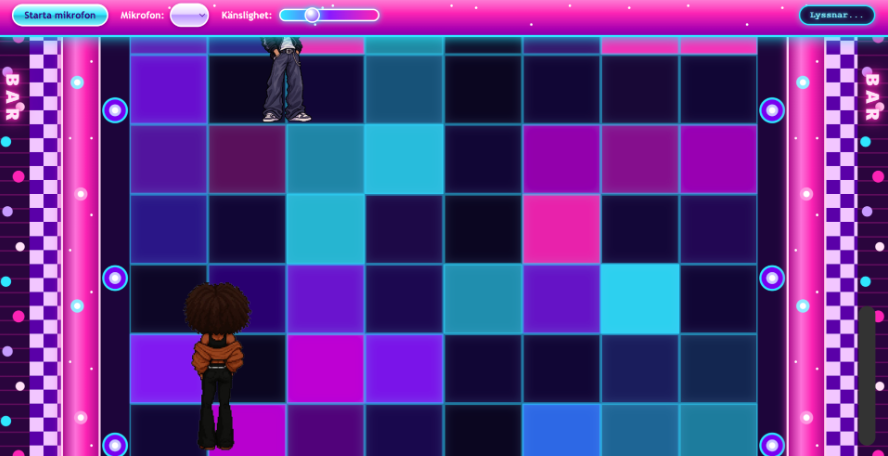 Starta mikrofon
Mikrofon:
Känslighet:
Lyssnar...
BAR
BAR